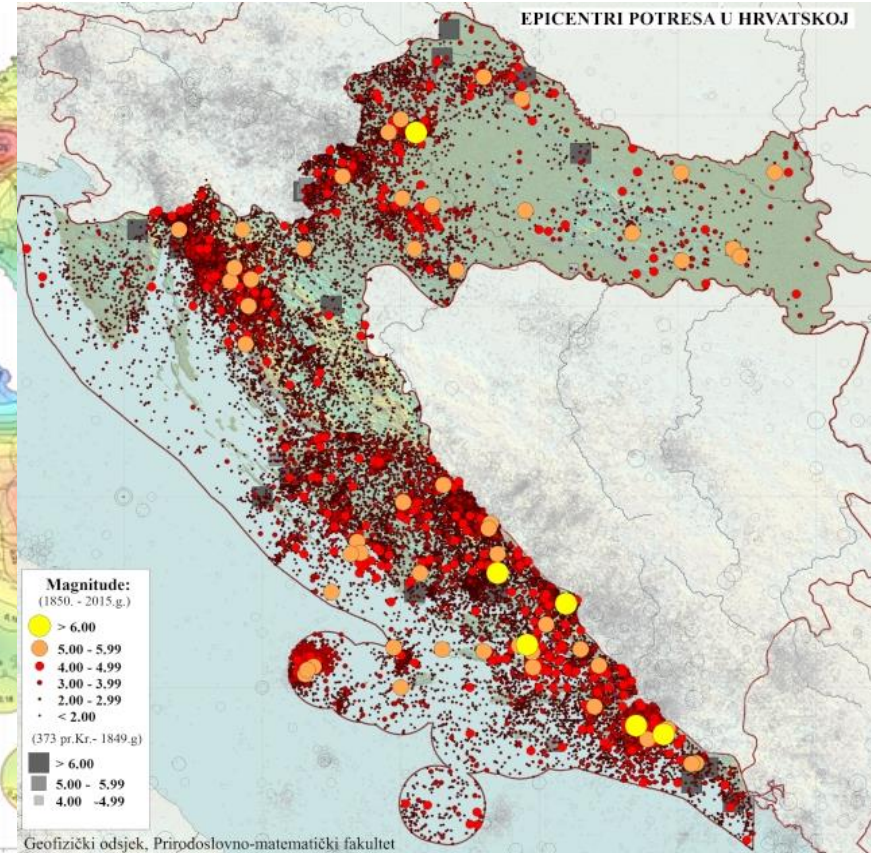 EPICENTRI POTRESA U HRVATSKOJ
Magnitude:
(1850. - 2015.g.)
> 6.00
5.00 - 5.99
4.00 - 4.99
3.00 - 3.99
2.00 - 2.99
< 2.00
(373 pr.Kr.- 1849.g)
> 6.00
5.00 - 5.99
4.00 -4.99
Geofizički odsjek, Prirodoslovno-matematički fakultet